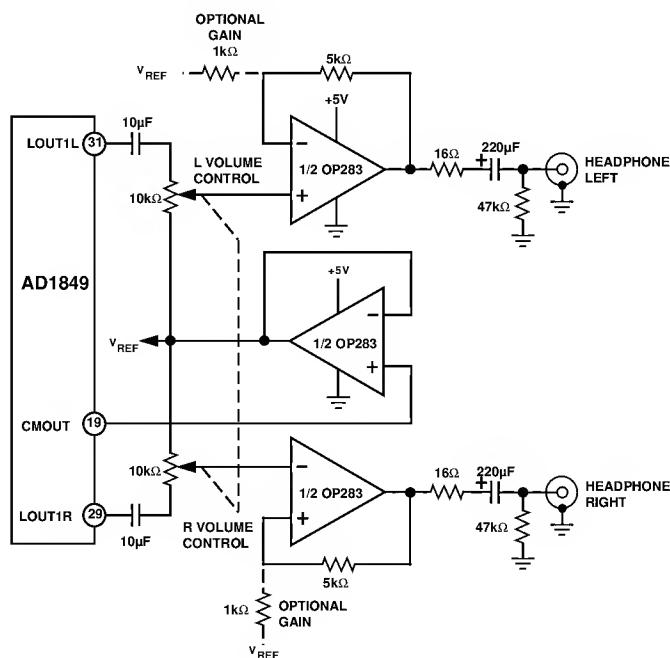 OPTIONAL
GAIN
1kΩ
VREF
5kΩ
+5V
10µF
LOUT1L
31
L VOLUME
CONTROL
–
1/2 OP283
+
16Ω
220µF
+
HEADPHONE
LEFT
10kΩ
47kΩ
AD1849
+5V
–
VREF
1/2 OP283
+
CMOUT
19
10kΩ
–
1/2 OP283
+
16Ω
220µF
+
HEADPHONE
RIGHT
LOUT1R
29
10µF
R VOLUME
CONTROL
47kΩ
5kΩ
1kΩ
OPTIONAL
GAIN
VREF